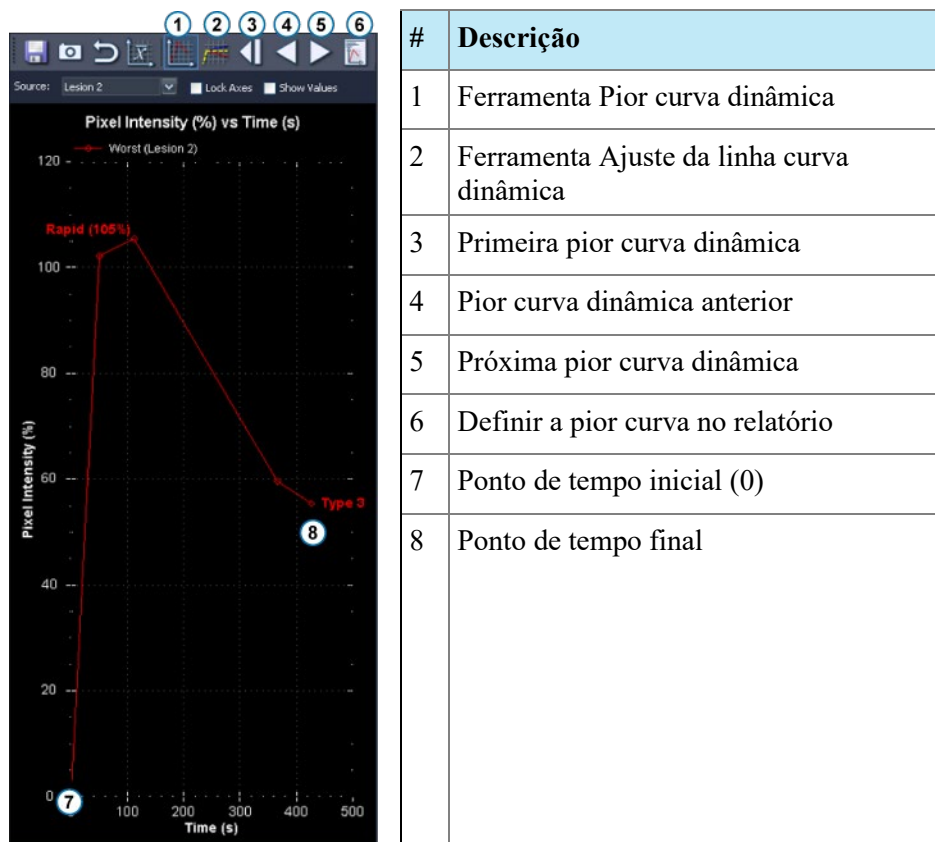 1 2 3 4 5 6
Source: Lesion 2 Lock Axes Show Values
Pixel Intensity (%) vs Time (s)
Worst (Lesion 2)
120
Rapid (105%)
100
80
60
Type 3
8
40
20
0
7
100 200 300 400 500
Time (s)
Pixel Intensity (%)
# Descrição
1 Ferramenta Pior curva dinâmica
2 Ferramenta Ajuste da linha curva
dinâmica
3 Primeira pior curva dinâmica
4 Pior curva dinâmica anterior
5 Próxima pior curva dinâmica
6 Definir a pior curva no relatório
7 Ponto de tempo inicial (0)
8 Ponto de tempo final